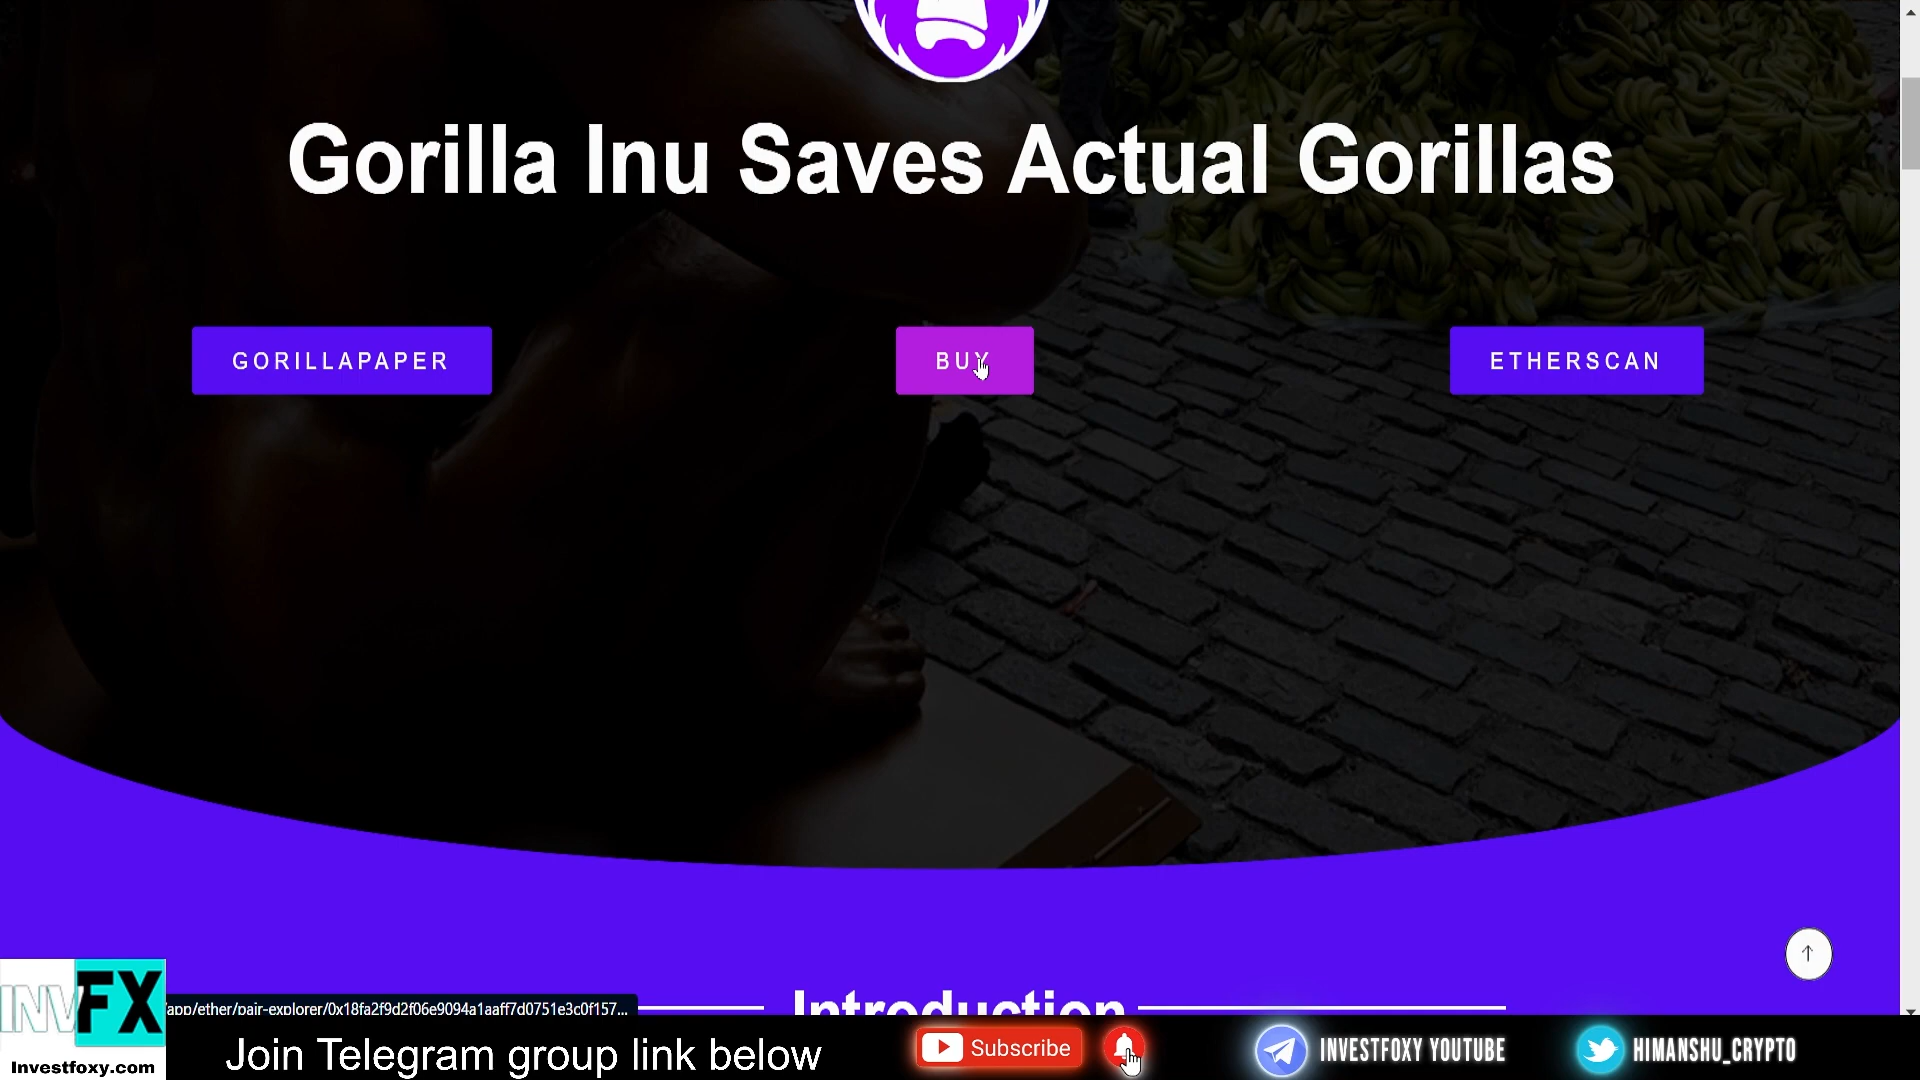 Gorilla Inu Saves Actual Gorillas
GORILLAPAPER
BUY
ETHERSCAN
Introduction
/app/ether/pair-explorer/0x18fa2f9d2f06e9094a1aaff7d0751e3c0f157...
INVFX
Investfoxy.com
Join Telegram group link below
Subscribe
INVESTFOXY YOUTUBE
HIMANSHU_CRYPTO